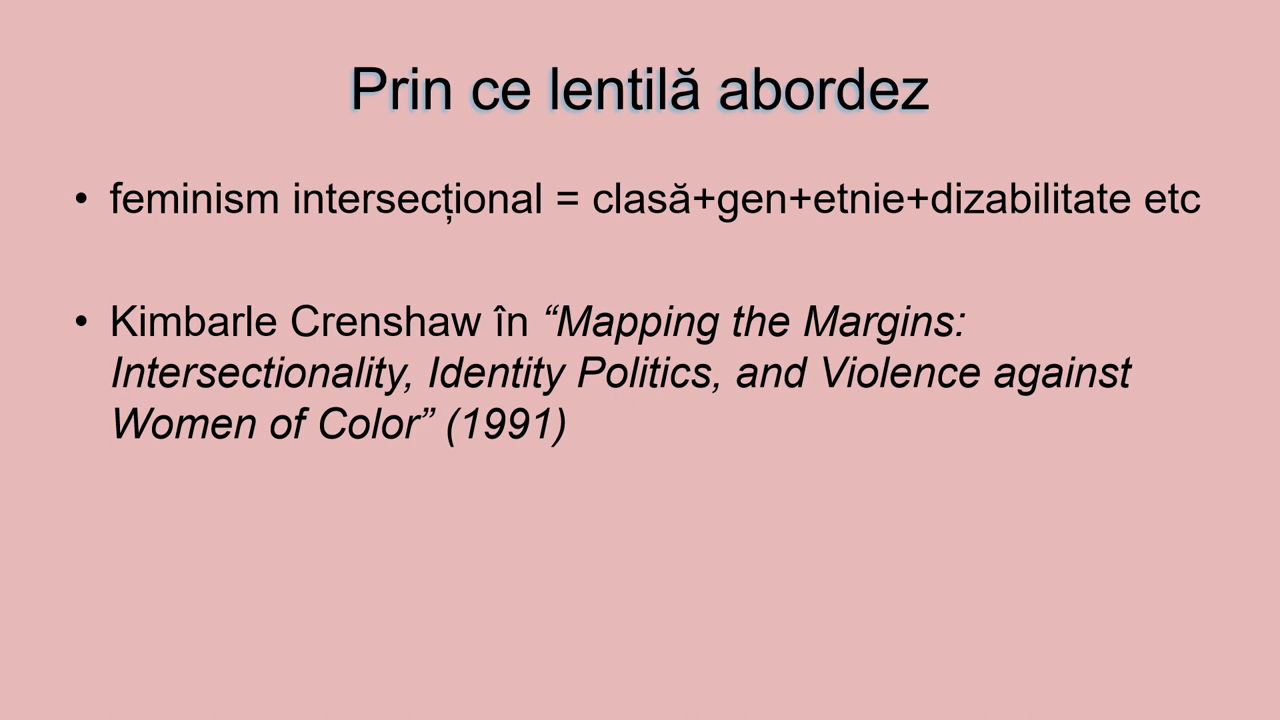 Prin ce lentilă abordez
• feminism intersecțional = clasă+gen+etnie+dizabilitate etc
• Kimbarle Crenshaw în “Mapping the Margins:
Intersectionality, Identity Politics, and Violence against
Women of Color” (1991)